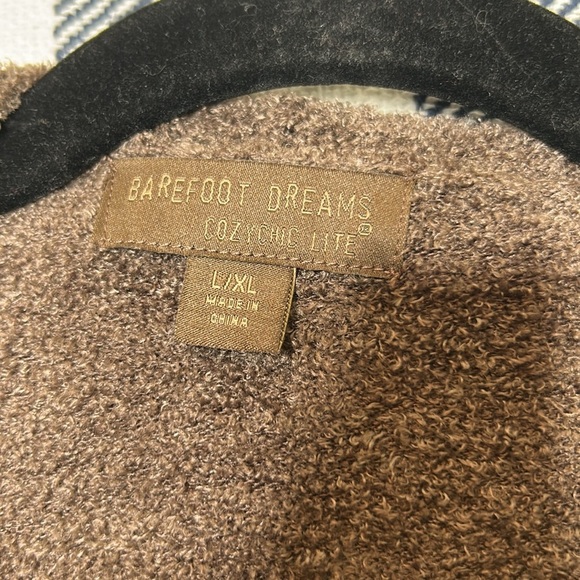 BAREFOOT DREAMS®
COZYCHIC LITE
L/XL
MADE IN
CHINA